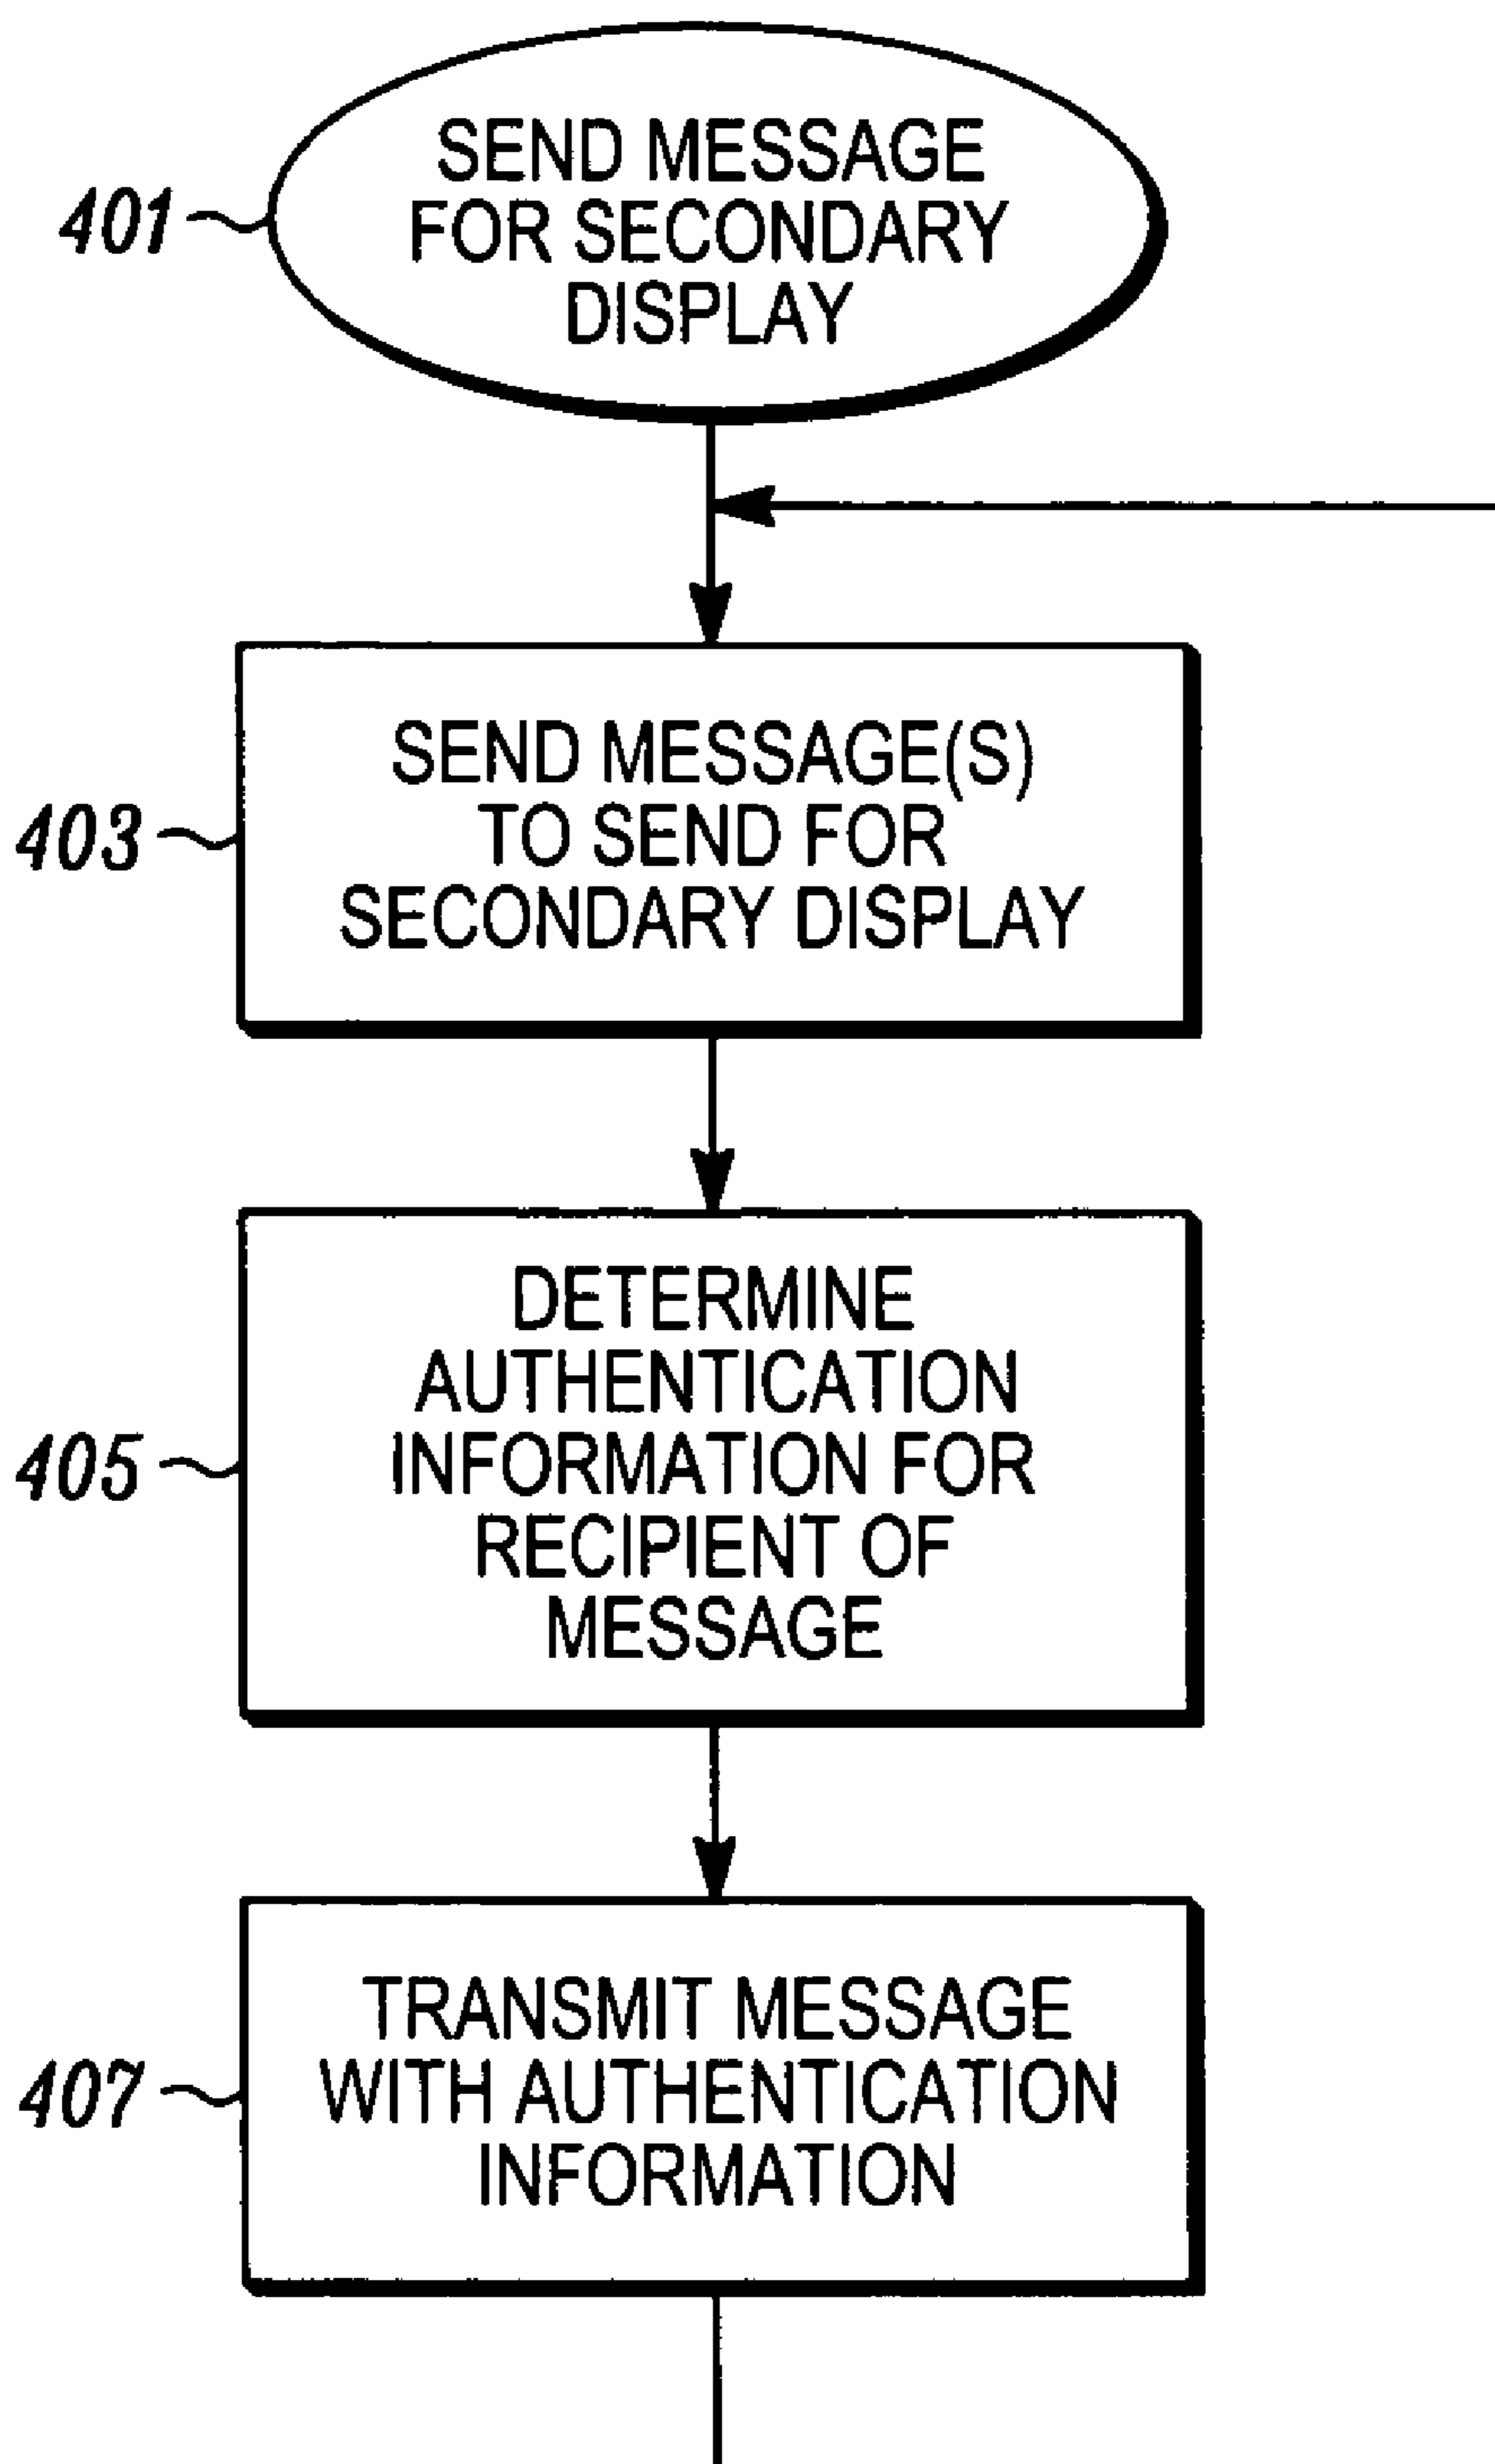 401
SEND MESSAGE
FOR SECONDARY
DISPLAY
403
SEND MESSAGE(S)
TO SEND FOR
SECONDARY DISPLAY
405
DETERMINE
AUTHENTICATION
INFORMATION FOR
RECIPIENT OF
MESSAGE
407
TRANSMIT MESSAGE
WITH AUTHENTICATION
INFORMATION